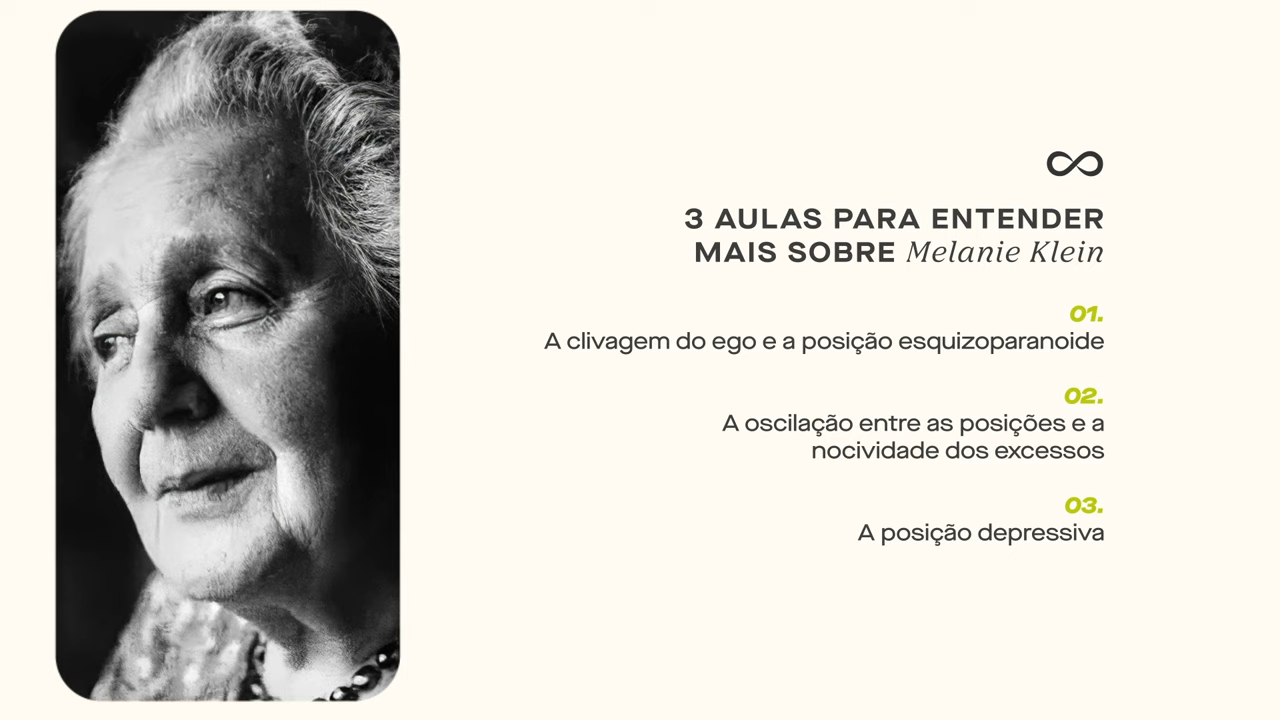 3 AULAS PARA ENTENDER
MAIS SOBRE Melanie Klein
01.
A clivagem do ego e a posição esquizoparanoide
02.
A oscilação entre as posições e a
nocividade dos excessos
03.
A posição depressiva